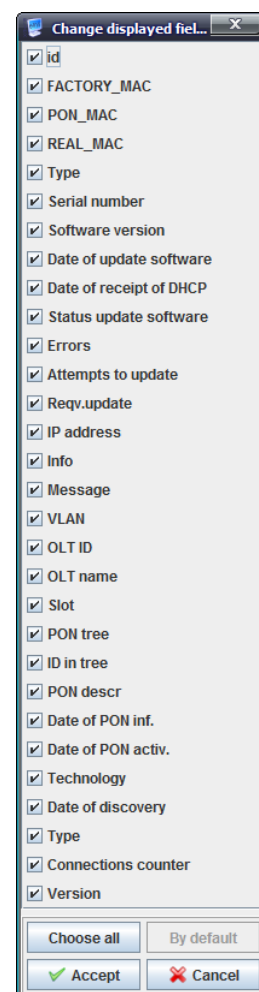 Change displayed fiel...
id
FACTORY_MAC
PON_MAC
REAL_MAC
Type
Serial number
Software version
Date of update software
Date of receipt of DHCP
Status update software
Errors
Attempts to update
Reqv.update
IP address
Info
Message
VLAN
OLT ID
OLT name
Slot
PON tree
ID in tree
PON descr
Date of PON inf.
Date of PON activ.
Technology
Date of discovery
Type
Connections counter
Version
Choose all By default
Accept Cancel